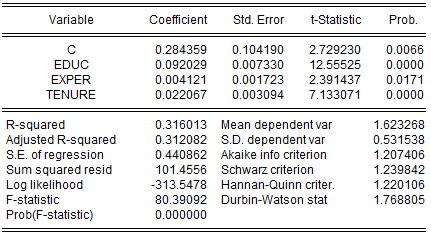 Variable Coefficient Std. Error t-Statistic Prob.
C 0.284359 0.104190 2.729230 0.0066
EDUC 0.092029 0.007330 12.55525 0.0000
EXPER 0.004121 0.001723 2.391437 0.0171
TENURE 0.022067 0.003094 7.133071 0.0000
R-squared 0.316013 Mean dependent var 1.623268
Adjusted R-squared 0.312082 S.D. dependent var 0.531538
S.E. of regression 0.440862 Akaike info criterion 1.207406
Sum squared resid 101.4556 Schwarz criterion 1.239842
Log likelihood -313.5478 Hannan-Quinn criter. 1.220106
F-statistic 80.39092 Durbin-Watson stat 1.768805
Prob(F-statistic) 0.000000